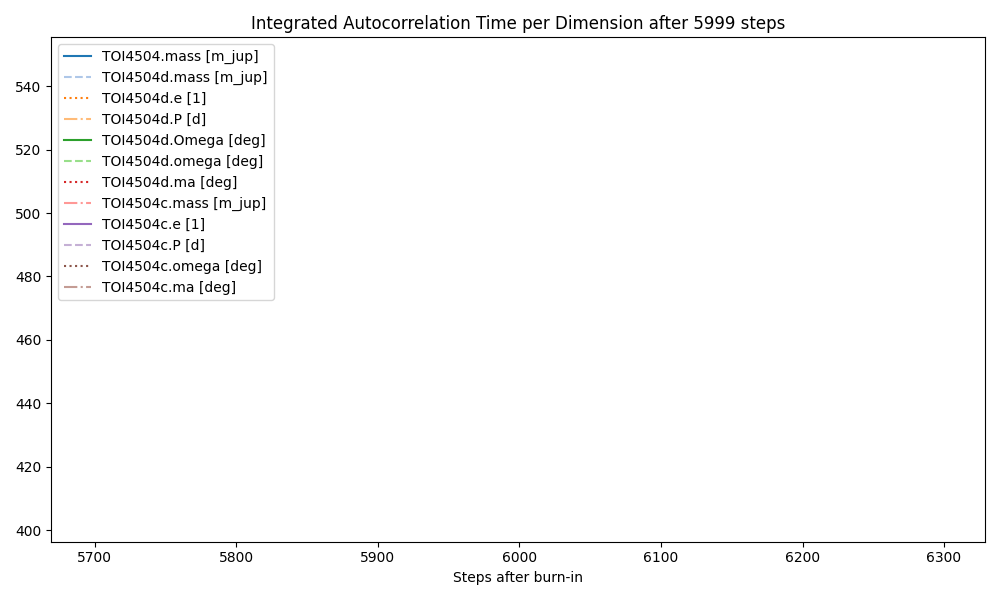 Integrated Autocorrelation Time per Dimension after 5999 steps
TOI4504.mass [m_jup]
TOI4504d.mass [m_jup]
TOI4504d.e [1]
TOI4504d.P [d]
TOI4504d.Omega [deg]
TOI4504d.omega [deg]
TOI4504d.ma [deg]
TOI4504c.mass [m_jup]
TOI4504c.e [1]
TOI4504c.P [d]
TOI4504c.omega [deg]
TOI4504c.ma [deg]
540
520
500
480
460
440
420
400
5700 5800 5900 6000 6100 6200 6300
Steps after burn-in